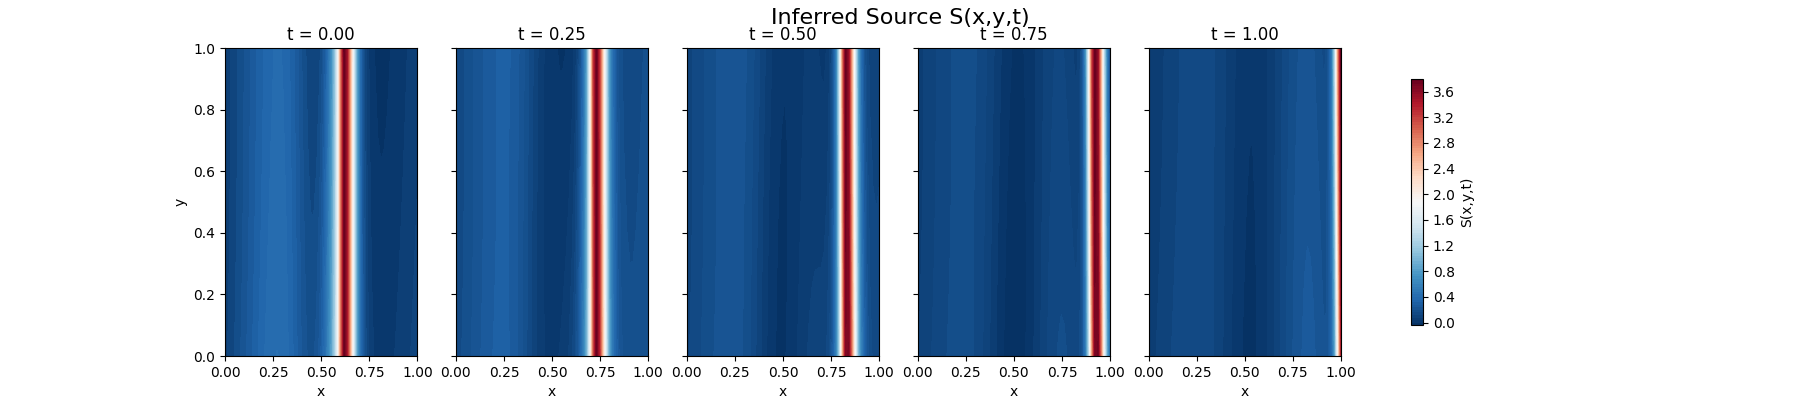 Inferred Source S(x,y,t)
t = 0.00
t = 0.25
t = 0.50
t = 0.75
t = 1.00
1.0
0.8
0.6
0.4
0.2
0.0
y
0.00 0.25 0.50 0.75 1.00
0.00 0.25 0.50 0.75 1.00
0.00 0.25 0.50 0.75 1.00
0.00 0.25 0.50 0.75 1.00
0.00 0.25 0.50 0.75 1.00
x
x
x
x
x
3.6
3.2
2.8
2.4
2.0
1.6
1.2
0.8
0.4
0.0
S(x,y,t)